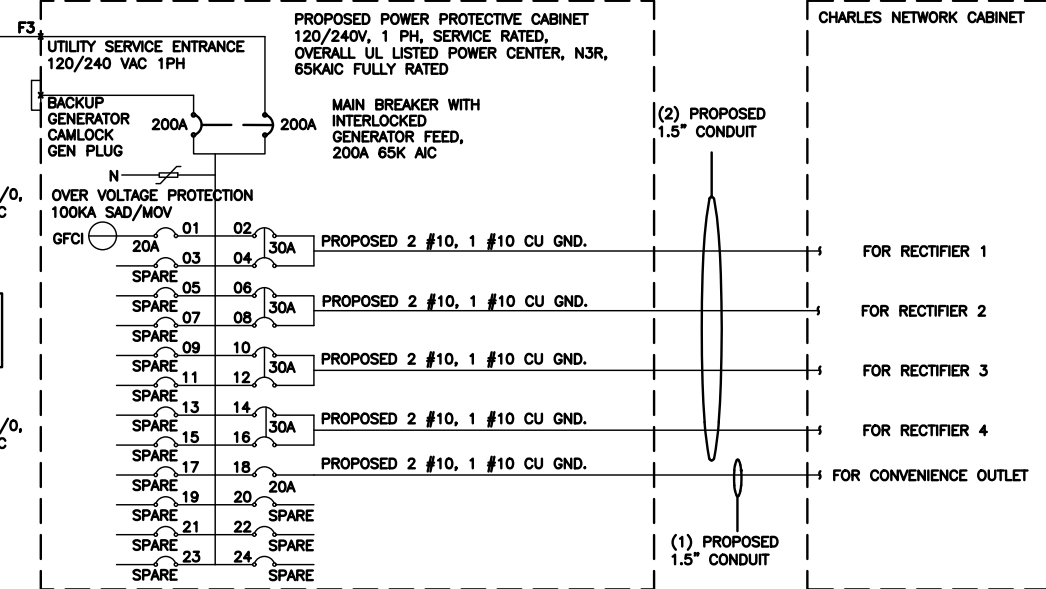 F3
UTILITY SERVICE ENTRANCE
120/240 VAC 1PH
PROPOSED POWER PROTECTIVE CABINET
120/240V, 1 PH, SERVICE RATED,
OVERALL UL LISTED POWER CENTER, N3R,
65KAIC FULLY RATED
CHARLES NETWORK CABINET
BACKUP
GENERATOR
CAMLOCK
GEN PLUG
200A
200A
MAIN BREAKER WITH
INTERLOCKED
GENERATOR FEED,
200A 65K AIC
(2) PROPOSED
1.5" CONDUIT
N
/0,
C
OVER VOLTAGE PROTECTION
100KA SAD/MOV
GFCI
20A
01
02
30A
PROPOSED 2 #10, 1 #10 CU GND.
FOR RECTIFIER 1
SPARE
03
04
SPARE
05
06
30A
PROPOSED 2 #10, 1 #10 CU GND.
FOR RECTIFIER 2
SPARE
07
08
SPARE
09
10
30A
PROPOSED 2 #10, 1 #10 CU GND.
FOR RECTIFIER 3
SPARE
11
12
SPARE
13
14
30A
PROPOSED 2 #10, 1 #10 CU GND.
FOR RECTIFIER 4
/0,
C
SPARE
15
16
SPARE
17
18
20A
PROPOSED 2 #10, 1 #10 CU GND.
FOR CONVENIENCE OUTLET
SPARE
19
20
SPARE
SPARE
21
22
SPARE
SPARE
23
24
SPARE
(1) PROPOSED
1.5" CONDUIT